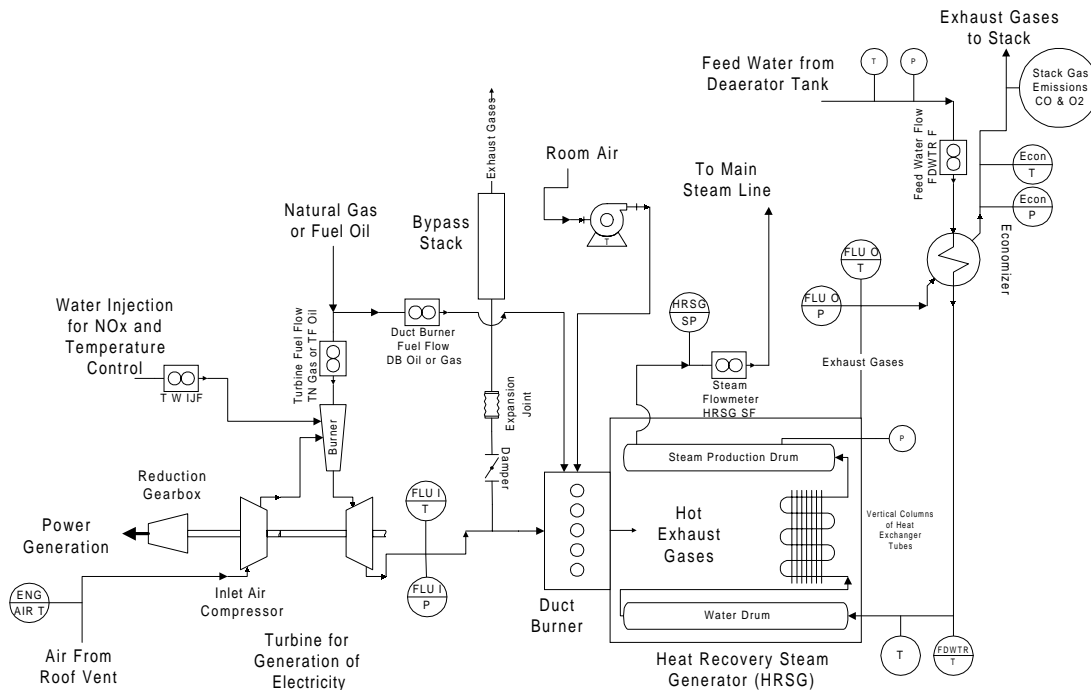 Exhaust Gases
to Stack
Stack Gas
Emissions
CO & O2
Feed Water from
Deaerator Tank
T
P
Feed Water Flow
FDWTR F
Econ
T
Econ
P
Economizer
Exhaust Gases
Room Air
T
To Main
Steam Line
Natural Gas
or Fuel Oil
Bypass
Stack
FLU O
T
FLU O
P
Water Injection
for NOx and
Temperature
Control
T W IJF
Turbine Fuel Flow
TN Gas or TF Oil
Duct Burner
Fuel Flow
DB Oil or Gas
HRSG
SP
Steam
Flowmeter
HRSG SF
Exhaust Gases
Expansion
Joint
Damper
Burner
Steam Production Drum
P
Reduction
Gearbox
Power
Generation
FLU I
T
FLU I
P
Hot
Exhaust
Gases
Vertical Columns
of Heat
Exchanger
Tubes
ENG
AIR T
Inlet Air
Compressor
Air From
Roof Vent
Turbine for
Generation of
Electricity
Duct
Burner
Water Drum
Heat Recovery Steam
Generator (HRSG)
T
FDWTR
T